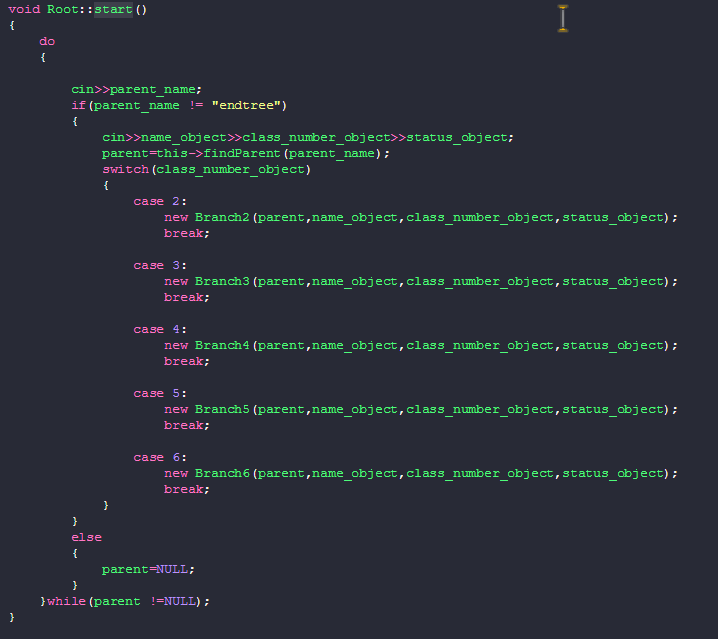 void Root::start()
{
    do
    {

        cin>>parent_name;
        if(parent_name != "endtree")
        {
            cin>>name_object>>class_number_object>>status_object;
            parent=this->findParent(parent_name);
            switch(class_number_object)
            {
                case 2:
                    new Branch2(parent,name_object,class_number_object,status_object);
                    break;

                case 3:
                    new Branch3(parent,name_object,class_number_object,status_object);
                    break;

                case 4:
                    new Branch4(parent,name_object,class_number_object,status_object);
                    break;

                case 5:
                    new Branch5(parent,name_object,class_number_object,status_object);
                    break;

                case 6:
                    new Branch6(parent,name_object,class_number_object,status_object);
                    break;
            }
        }
        else
        {
            parent=NULL;
        }
    }while(parent !=NULL);
}